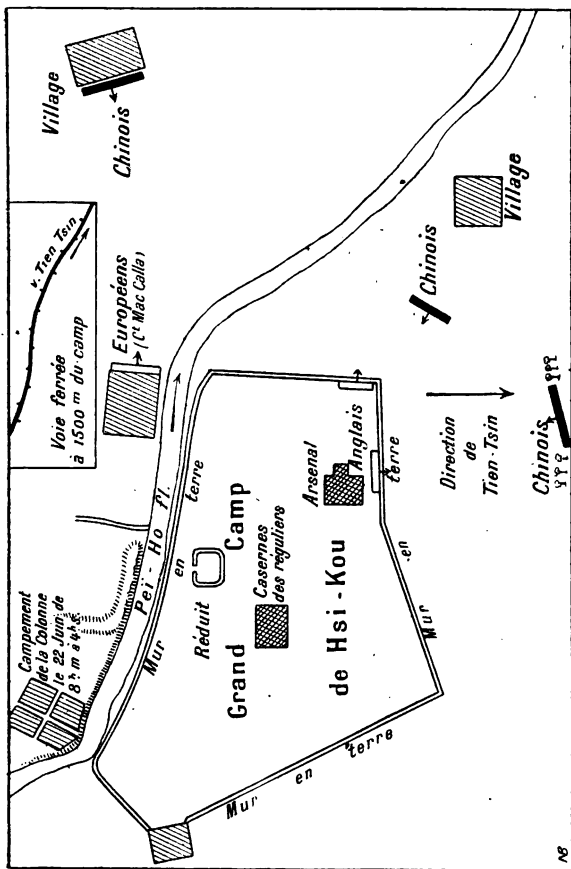 Village
Chinois
v. Tien Tsin
Voie ferrée
à 1500 m du camp
Européens
(Cᵗ Mac Calla)
Campement
de la Colonne
le 22 Juin de
8ʰ m à 4ʰ s.
Pei-Ho fl.
Mur en terre
Réduit
Grand Camp
de Hsi-Kou
Casernes
des réguliers
Arsenal
Anglais
Mur en terre
Mur en terre
Village
Chinois
Direction
de
Tien-Tsin
Chinois